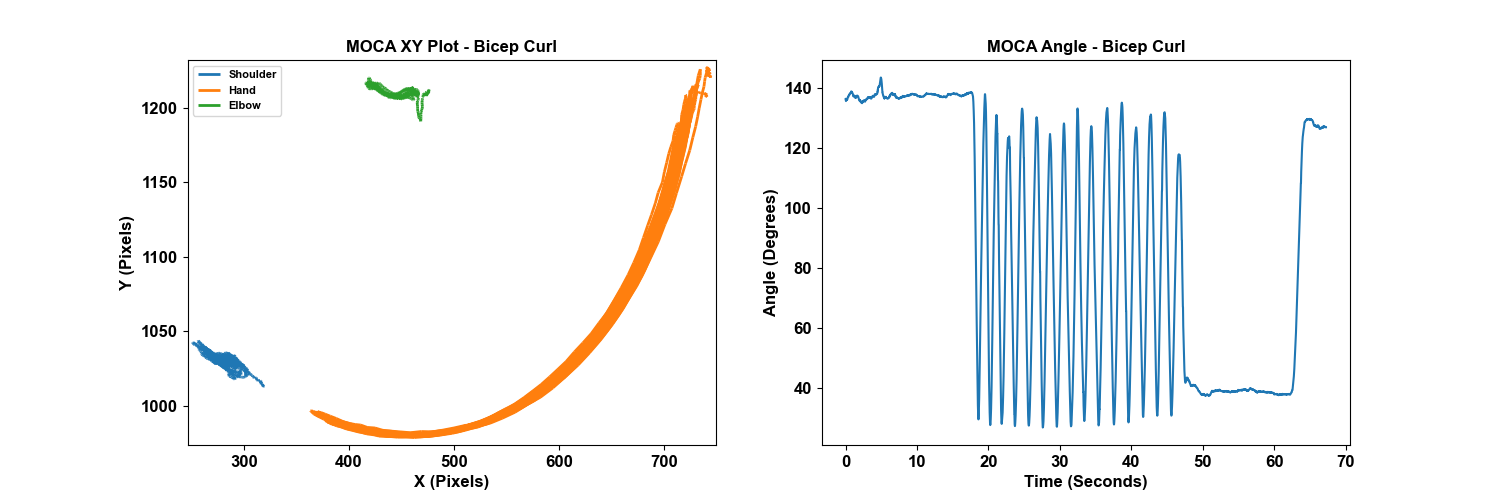 MOCA XY Plot - Bicep Curl
Shoulder
Hand
Elbow
1200
1150
1100
1050
1000
Y (Pixels)
300 400 500 600 700
X (Pixels)
MOCA Angle - Bicep Curl
140
120
100
80
60
40
Angle (Degrees)
0 10 20 30 40 50 60 70
Time (Seconds)